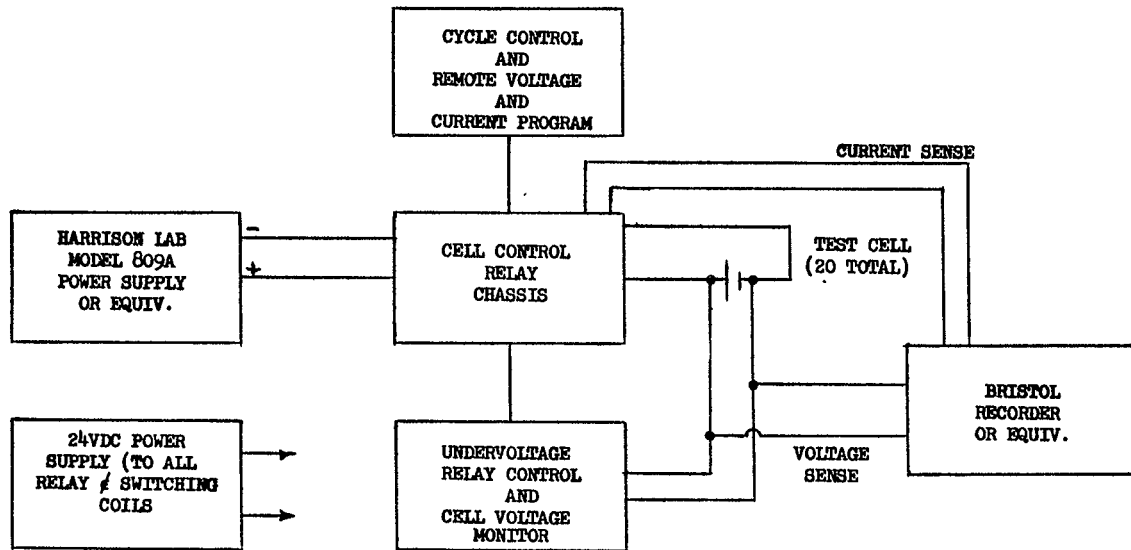 CYCLE CONTROL
AND
REMOTE VOLTAGE
AND
CURRENT PROGRAM
CURRENT SENSE
HARRISON LAB
MODEL 809A
POWER SUPPLY
OR EQUIV.
-
+
CELL CONTROL
RELAY
CHASSIS
TEST CELL
(20 TOTAL)
BRISTOL
RECORDER
OR EQUIV.
24VDC POWER
SUPPLY (TO ALL
RELAY & SWITCHING
COILS
UNDERVOLTAGE
RELAY CONTROL
AND
CELL VOLTAGE
MONITOR
VOLTAGE
SENSE